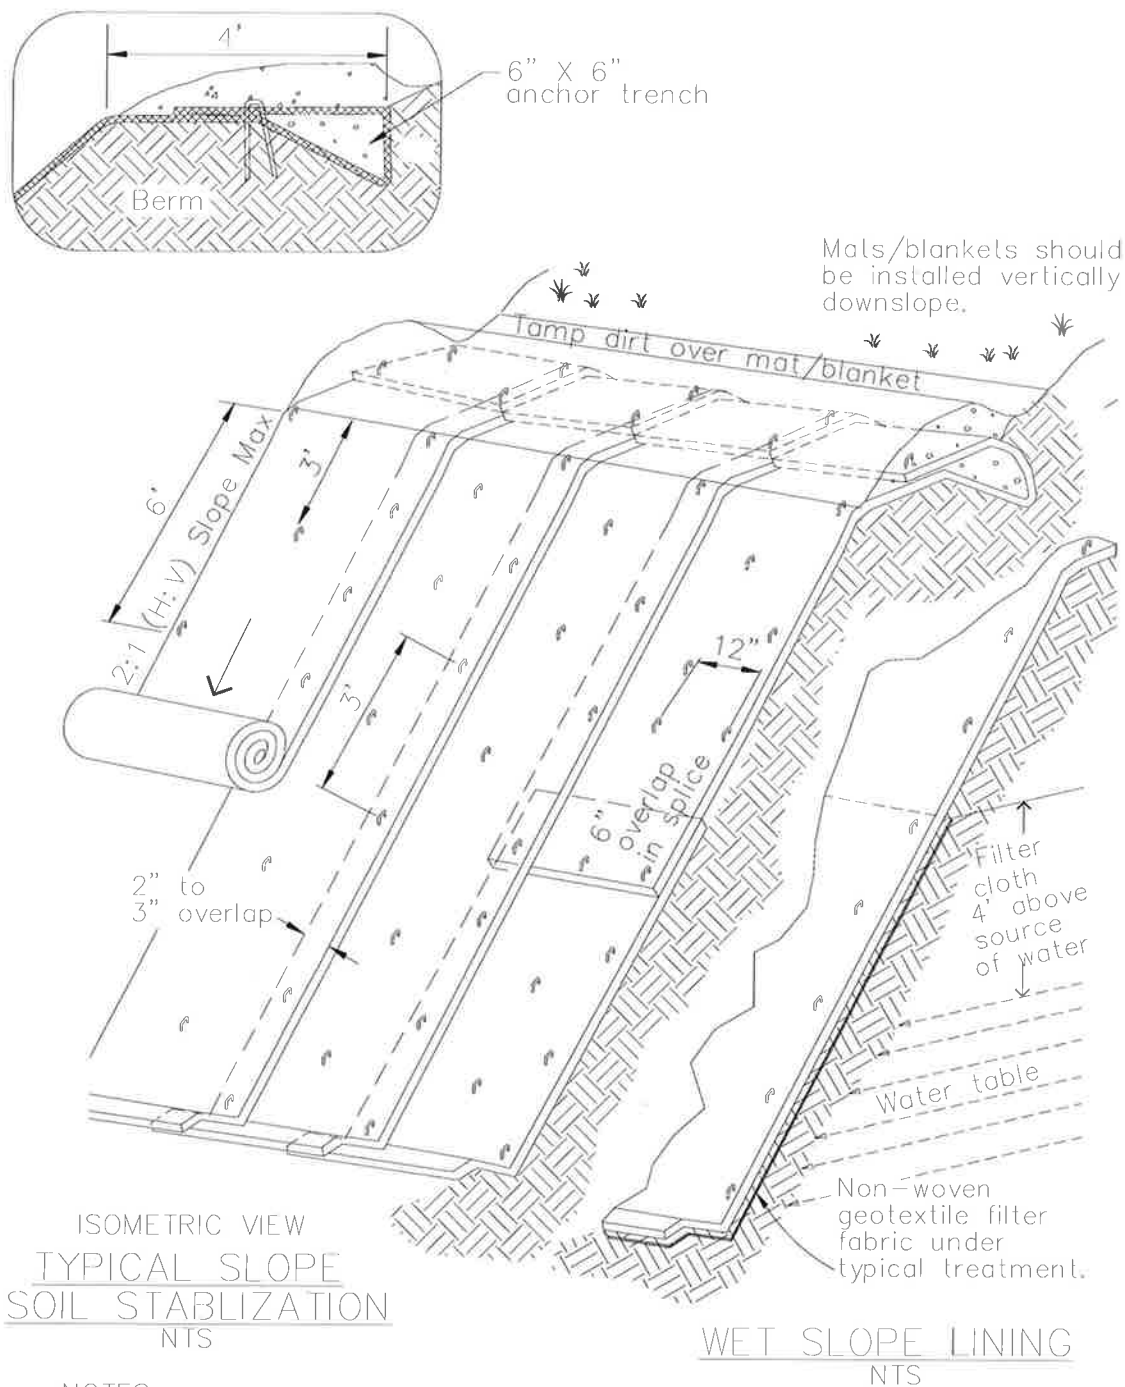 4'
6" X 6"
anchor trench
Berm
Mats/blankets should
be installed vertically
downslope.
Tamp dirt over mat/blanket
6'
3'
2:1 (H:V) Slope Max
12"
3'
6"
overlap
in splice
2" to
3" overlap
Filter
cloth
4' above
source
of water
Water table
Non-woven
geotextile filter
fabric under
typical treatment.
ISOMETRIC VIEW
TYPICAL SLOPE
SOIL STABLIZATION
NTS
WET SLOPE LINING
NTS